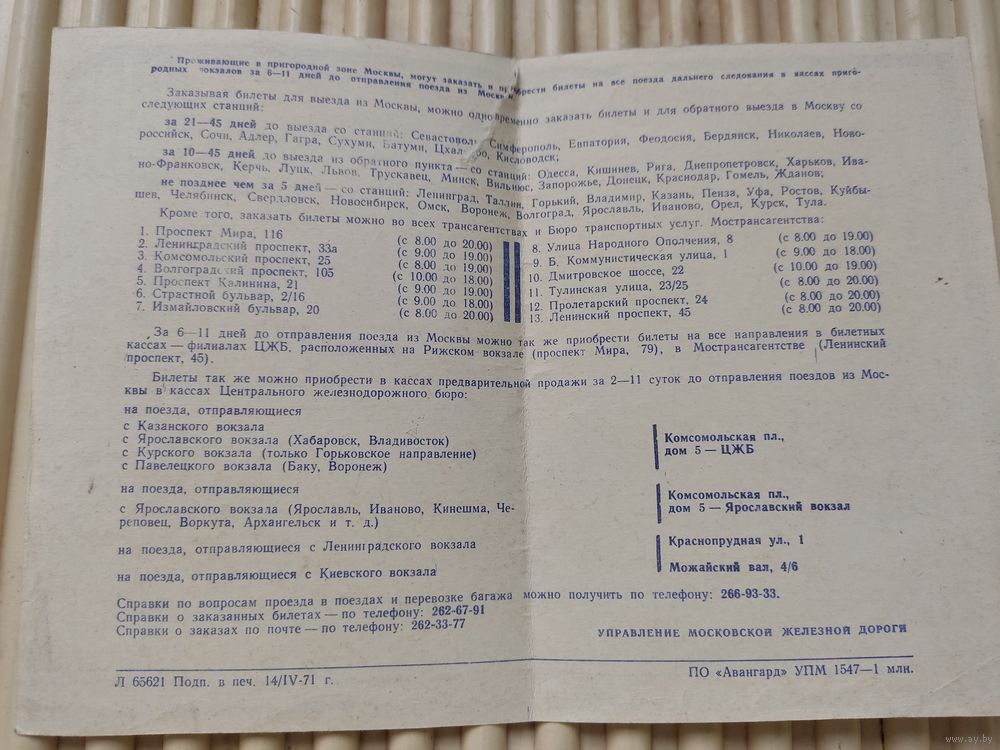 Проживающие в пригородной зоне Москвы, могут заказать и приобрести билеты на все поезда дальнего следования в кассах приго-
родных вокзалов за 6—11 дней до отправления поезда из Москвы.
Заказывая билеты для выезда из Москвы, можно одновременно заказать билеты и для обратного выезда в Москву со
следующих станций:
за 21—45 дней до выезда со станций: Севастополь, Симферополь, Евпатория, Феодосия, Бердянск, Николаев, Ново-
российск, Сочи, Адлер, Гагра, Сухуми, Батуми, Цхалтубо, Кисловодск;
за 10—45 дней до выезда из обратного пункта — со станций: Одесса, Кишинев, Рига, Днепропетровск, Харьков, Ива-
но-Франковск, Керчь, Луцк, Львов, Трускавец, Минск, Вильнюс, Запорожье, Донецк, Краснодар, Гомель, Жданов;
не позднее чем за 5 дней — со станций: Ленинград, Таллин, Горький, Владимир, Казань, Пенза, Уфа, Ростов, Куйбы-
шев, Челябинск, Свердловск, Новосибирск, Омск, Воронеж, Волгоград, Ярославль, Иваново, Орел, Курск, Тула.
Кроме того, заказать билеты можно во всех трансагентствах и Бюро транспортных услуг. Мострансагентства:
1. Проспект Мира, 116 (с 8.00 до 20.00)
2. Ленинградский проспект, 33а (с 9.00 до 19.00)
3. Комсомольский проспект, 25 (с 8.00 до 19.00)
4. Волгоградский проспект, 105 (с 10.00 до 18.00)
5. Проспект Калинина, 21 (с 9.00 до 19.00)
6. Страстной бульвар, 2/16 (с 9.00 до 18.00)
7. Измайловский бульвар, 20 (с 8.00 до 20.00)
8. Улица Народного Ополчения, 8 (с 8.00 до 19.00)
9. Б. Коммунистическая улица, 1 (с 9.00 до 18.00)
10. Дмитровское шоссе, 22 (с 10.00 до 19.00)
11. Тулинская улица, 23/25 (с 8.00 до 20.00)
12. Пролетарский проспект, 24 (с 8.00 до 20.00)
13. Ленинский проспект, 45 (с 8.00 до 20.00)
За 6—11 дней до отправления поезда из Москвы можно так же приобрести билеты на все направления в билетных
кассах — филиалах ЦЖБ, расположенных на Рижском вокзале (проспект Мира, 79), в Мострансагентстве (Ленинский
проспект, 45).
Билеты так же можно приобрести в кассах предварительной продажи за 2—11 суток до отправления поездов из Мос-
квы в кассах Центрального железнодорожного бюро:
на поезда, отправляющиеся
с Казанского вокзала
с Ярославского вокзала (Хабаровск, Владивосток)
с Курского вокзала (только Горьковское направление)
с Павелецкого вокзала (Баку, Воронеж)
Комсомольская пл.,
дом 5 — ЦЖБ
на поезда, отправляющиеся
с Ярославского вокзала (Ярославль, Иваново, Кинешма, Че-
реповец, Воркута, Архангельск и т. д.)
Комсомольская пл.,
дом 5 — Ярославский вокзал
на поезда, отправляющиеся с Ленинградского вокзала
Краснопрудная ул., 1
на поезда, отправляющиеся с Киевского вокзала
Можайский вал, 4/6
Справки по вопросам проезда в поездах и перевозке багажа можно получить по телефону: 266-93-33.
Справки о заказанных билетах — по телефону: 262-67-91
Справки о заказах по почте — по телефону: 262-33-77
УПРАВЛЕНИЕ МОСКОВСКОЙ ЖЕЛЕЗНОЙ ДОРОГИ
Л 65621 Подп. в печ. 14/IV-71 г.
ПО «Авангард» УПМ 1547—1 млн.
www.ay.by